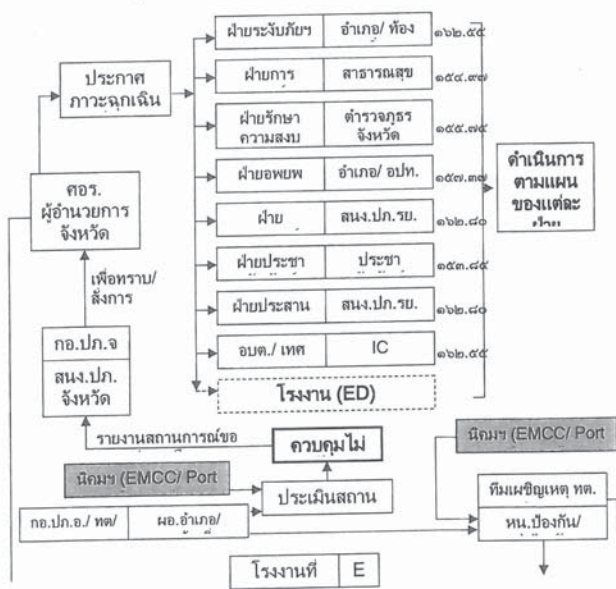 ฝ่ายระงับภัยฯ อำเภอ/ ท้อง ๑๖๒.๕๕
ประกาศ
ภาวะฉุกเฉิน
ฝ่ายการ สาธารณสุข ๑๕๔.๙๗
ฝ่ายรักษา
ความสงบ
ตำรวจภูธร
จังหวัด
๑๕๕.๗๕
ฝ่ายอพยพ อำเภอ/ อปท. ๑๕๗.๓๗
ดำเนินการ
ตามแผน
ของแต่ละ
ฝ่าย
ศอร.
ผู้อำนวยการ
จังหวัด
ฝ่าย สนง.ปภ.รย. ๑๖๒.๘๐
ฝ่ายประชา ประชา ๑๕๓.๘๕
เพื่อทราบ/
สั่งการ
ฝ่ายประสาน สนง.ปภ.รย. ๑๖๒.๘๐
กอ.ปภ.จ
สนง.ปภ.
จังหวัด
อบต./ เทศ IC ๑๖๒.๕๕
โรงงาน (ED)
รายงานสถานการณ์ขอ
ควบคุมไม่
นิคมฯ (EMCC/ Port
นิคมฯ (EMCC/ Port
ประเมินสถาน
ทีมเผชิญเหตุ ทต.
กอ.ปภ.อ./ ทต/ ผอ.อำเภอ/
หน.ป้องกัน/
โรงงานที่ E